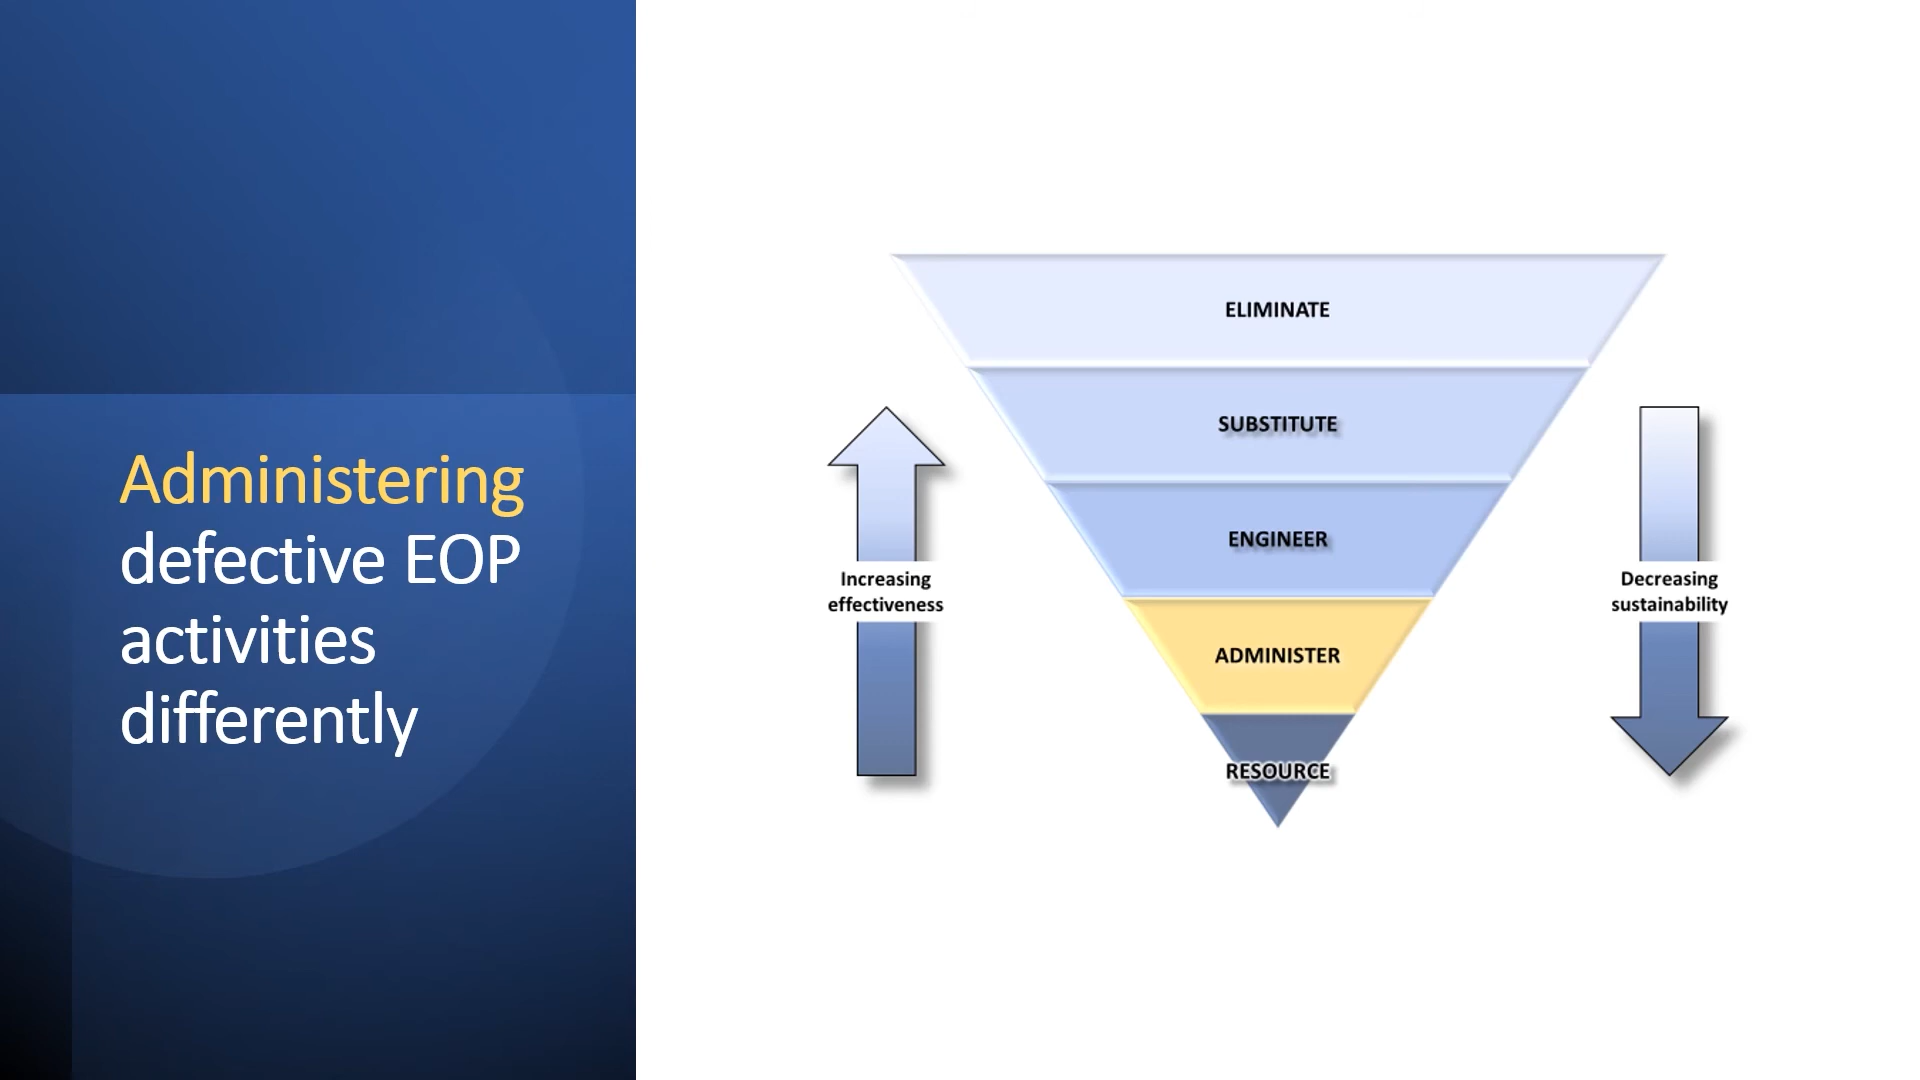 Administering
defective EOP
activities
differently
ELIMINATE
SUBSTITUTE
ENGINEER
ADMINISTER
RESOURCE
Increasing
effectiveness
Decreasing
sustainability